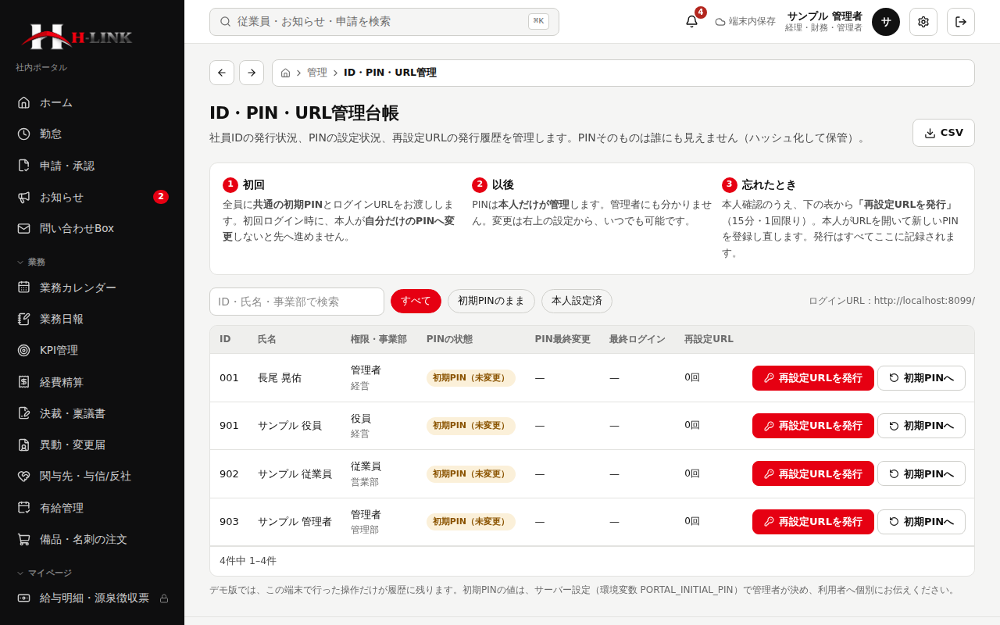 H-LINK
社内ポータル
ホーム
勤怠
申請・承認
お知らせ 2
問い合わせBox
業務
業務カレンダー
業務日報
KPI管理
経費精算
決裁・稟議書
異動・変更届
関与先・与信/反社
有給管理
備品・名刺の注文
マイページ
給与明細・源泉徴収票
従業員・お知らせ・申請を検索 ⌘K
4
端末内保存
サンプル 管理者
経理・財務・管理者
サ
管理 ID・PIN・URL管理
ID・PIN・URL管理台帳
社員IDの発行状況、PINの設定状況、再設定URLの発行履歴を管理します。PINそのものは誰にも見えません（ハッシュ化して保管）。
CSV
1 初回
全員に共通の初期PINとログインURLをお渡ししま
す。初回ログイン時に、本人が自分だけのPINへ変
更しないと先へ進めません。
2 以後
PINは本人だけが管理します。管理者にも分かりませ
ん。変更は右上の設定から、いつでも可能です。
3 忘れたとき
本人確認のうえ、下の表から「再設定URLを発行」
（15分・1回限り）。本人がURLを開いて新しいPIN
を登録し直します。発行はすべてここに記録されま
す。
ID・氏名・事業部で検索 すべて 初期PINのまま 本人設定済 ログインURL：http://localhost:8099/
ID 氏名 権限・事業部 PINの状態 PIN最終変更 最終ログイン 再設定URL
001 長尾 晃佑 管理者 初期PIN（未変更） — — 0回 再設定URLを発行 初期PINへ
経営
901 サンプル 役員 役員 初期PIN（未変更） — — 0回 再設定URLを発行 初期PINへ
経営
902 サンプル 従業員 従業員 初期PIN（未変更） — — 0回 再設定URLを発行 初期PINへ
営業部
903 サンプル 管理者 管理者 初期PIN（未変更） — — 0回 再設定URLを発行 初期PINへ
管理部
4件中 1–4件
デモ版では、この端末で行った操作だけが履歴に残ります。初期PINの値は、サーバー設定（環境変数 PORTAL_INITIAL_PIN）で管理者が決め、利用者へ個別にお伝えください。